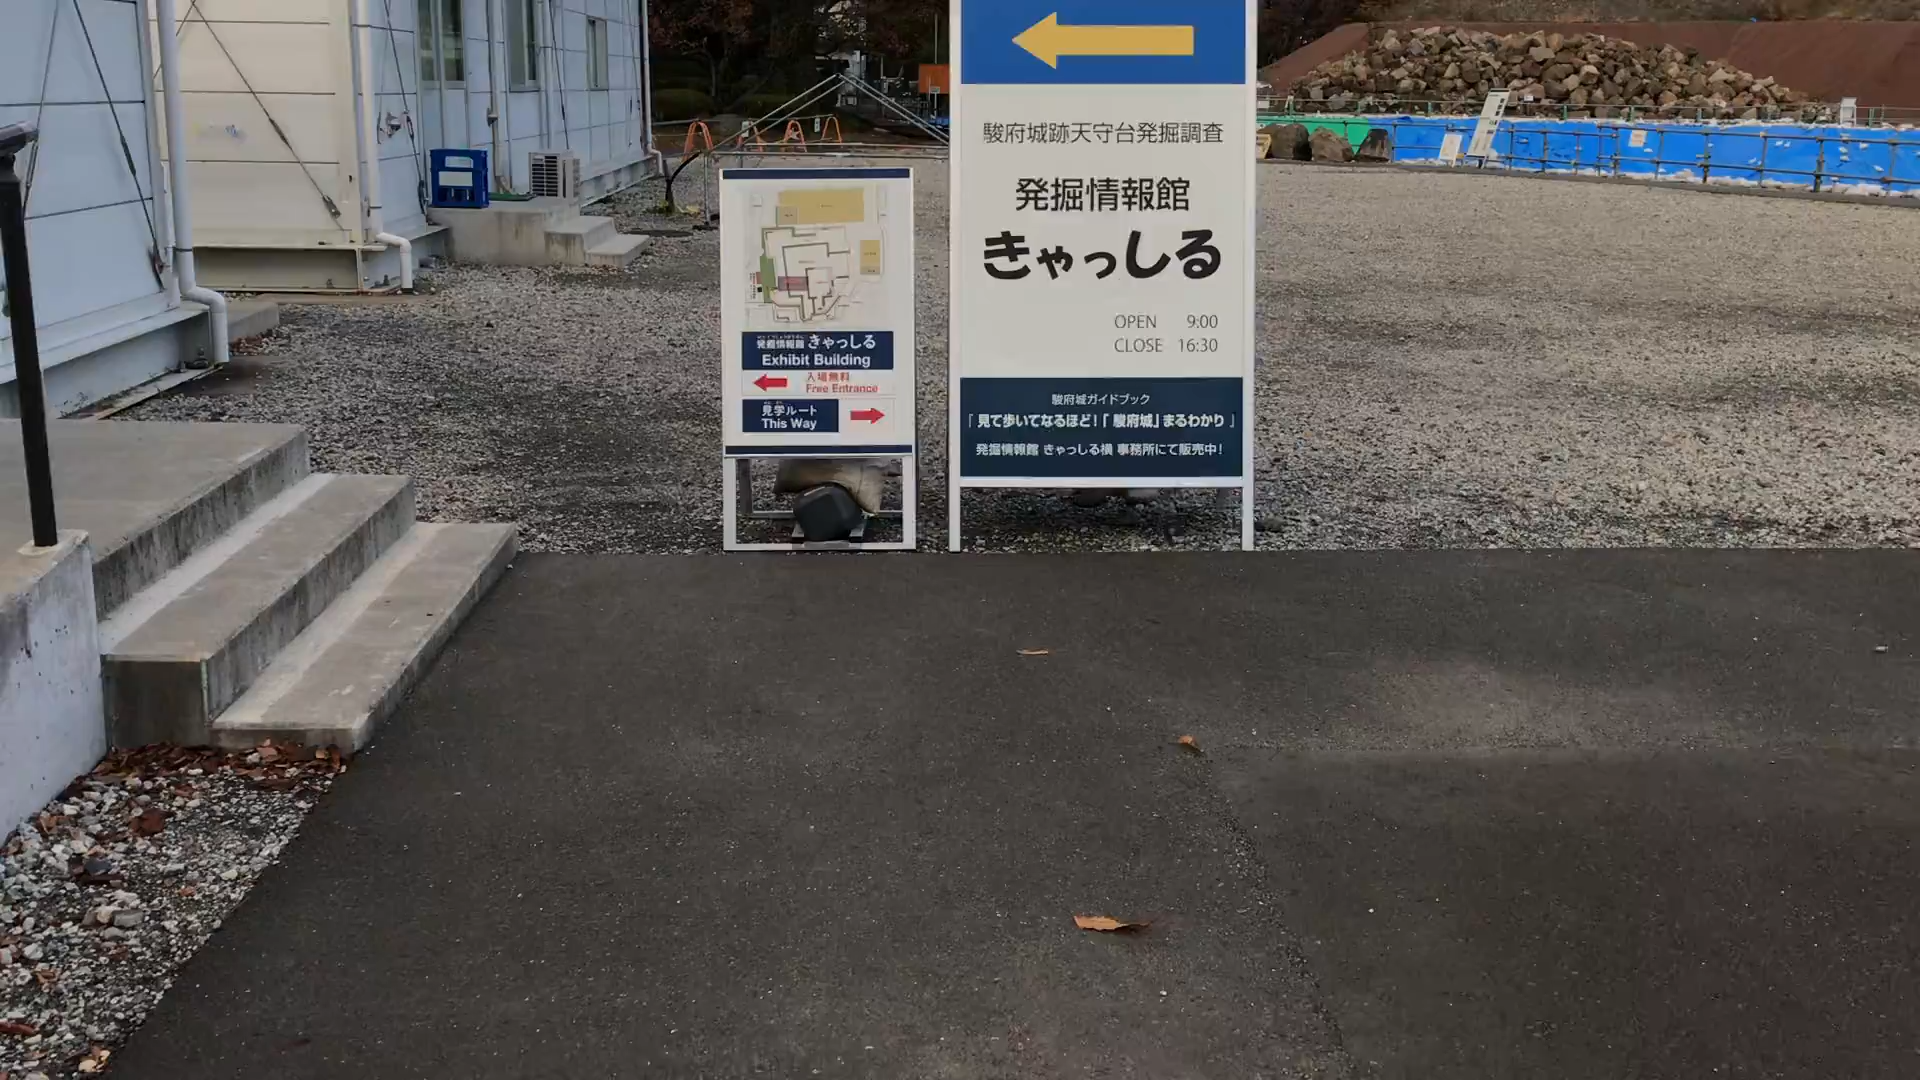 発掘情報館 きゃっしる
Exhibit Building
入場無料
Free Entrance
見学ルート
This Way
駿府城跡天守台発掘調査
発掘情報館
きゃっしる
OPEN 9:00
CLOSE 16:30
駿府城ガイドブック
『 見て歩いてなるほど!「 駿府城」まるわかり 』
発掘情報館 きゃっしる横 事務所にて販売中!